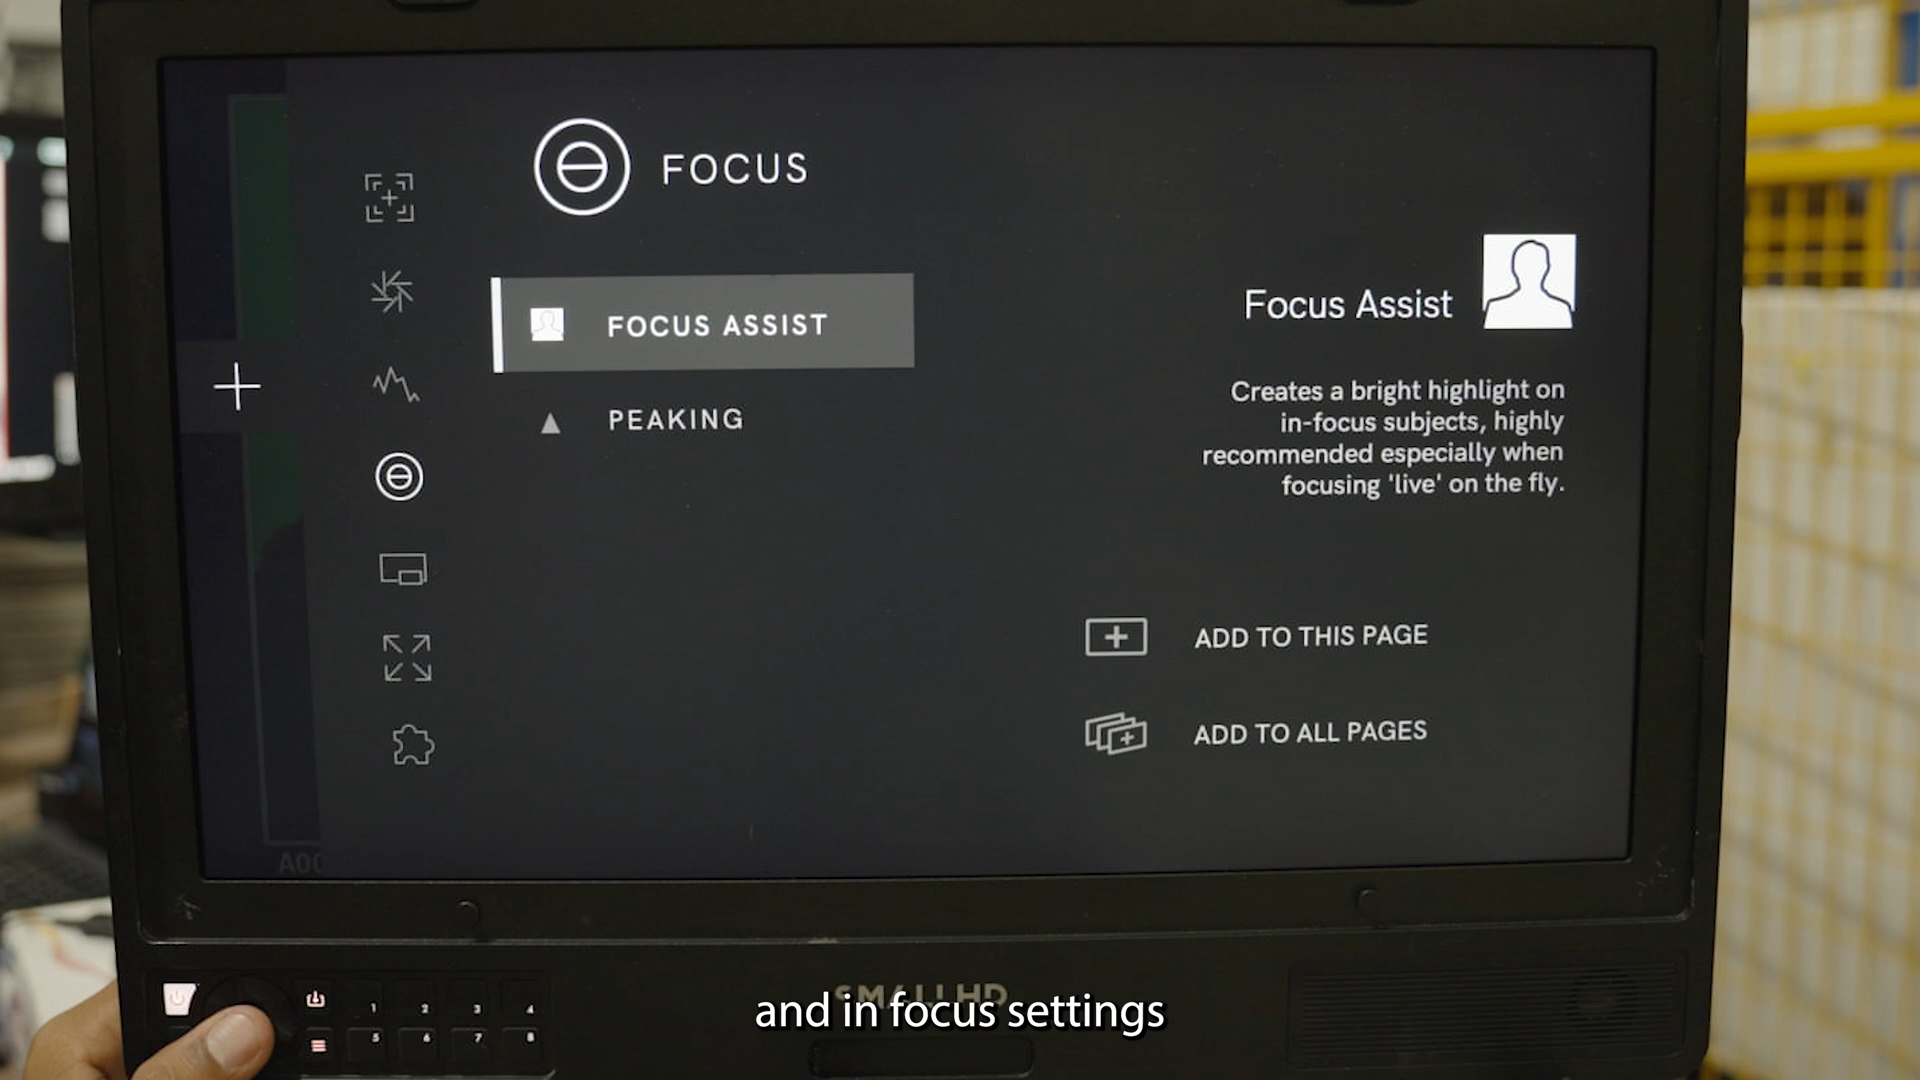 FOCUS
FOCUS ASSIST
PEAKING
Focus Assist
Creates a bright highlight on
in-focus subjects, highly
recommended especially when
focusing 'live' on the fly.
ADD TO THIS PAGE
ADD TO ALL PAGES
A00
SMALLHD
1 2 3 4
5 6 7 8
and in focus settings